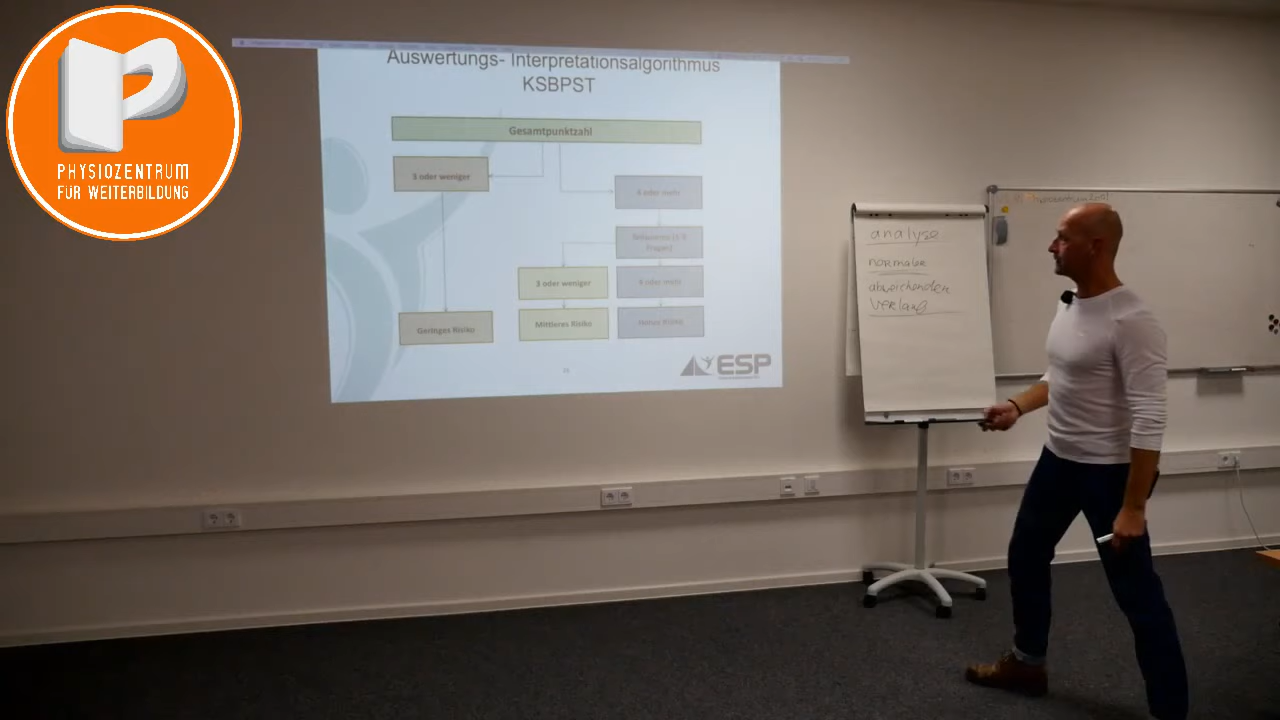 PHYSIOZENTRUM
FÜR WEITERBILDUNG
Auswertungs- Interpretationsalgorithmus
KSBPST
Gesamtpunktzahl
3 oder weniger
4 oder mehr
3 oder weniger
4 oder mehr
Geringes Risiko
Mittleres Risiko
Hohes Risiko
ESP
analyse
normaler
abweichender
verlauf